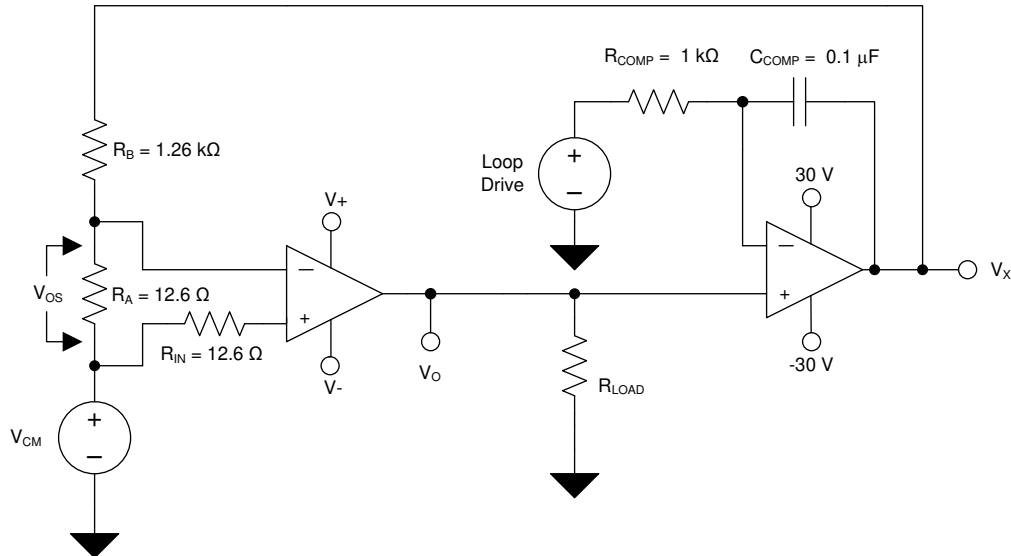 R_COMP = 1 kΩ
C_COMP = 0.1 μF
R_B = 1.26 kΩ
+
−
Loop
Drive
30 V
V+
−
+
V_OS
R_A = 12.6 Ω
R_IN = 12.6 Ω
V-
V_O
−
+
V_X
-30 V
R_LOAD
V_CM
+
−